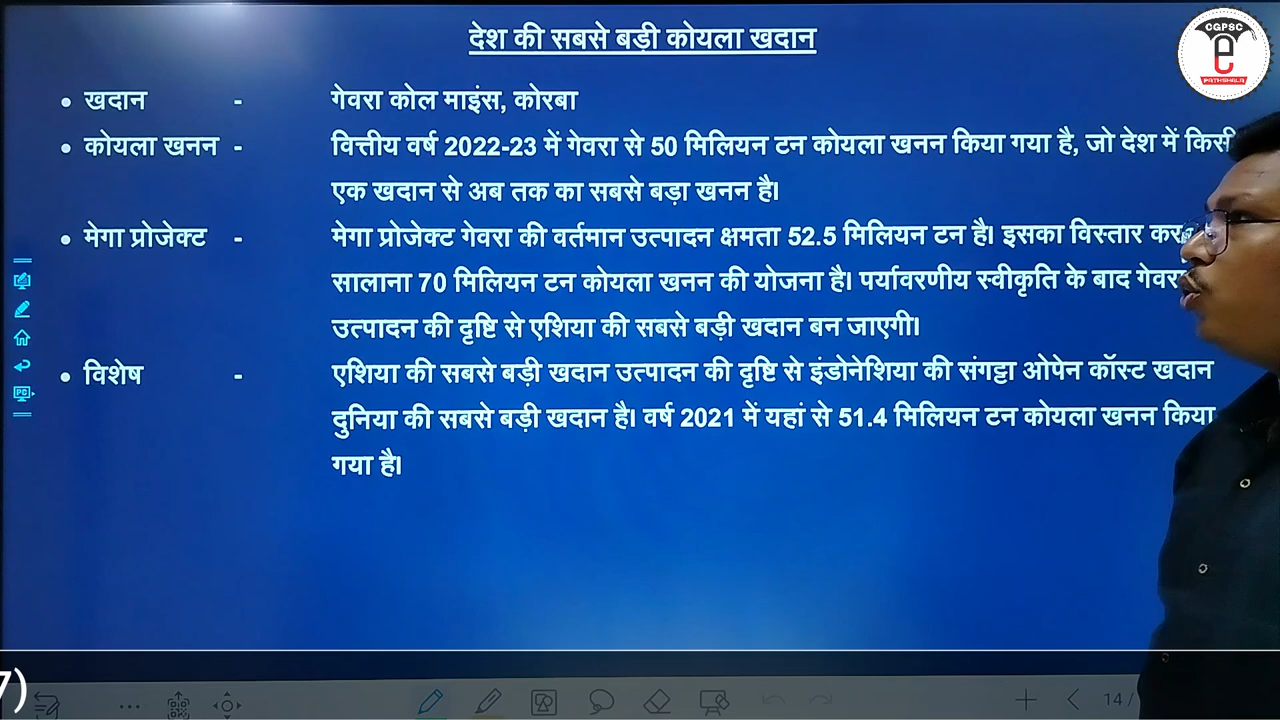 देश की सबसे बड़ी कोयला खदान
CGPSC
e
PATHSHALA
• खदान - गेवरा कोल माइंस, कोरबा
• कोयला खनन - वित्तीय वर्ष 2022-23 में गेवरा से 50 मिलियन टन कोयला खनन किया गया है, जो देश में किसी
एक खदान से अब तक का सबसे बड़ा खनन है।
• मेगा प्रोजेक्ट - मेगा प्रोजेक्ट गेवरा की वर्तमान उत्पादन क्षमता 52.5 मिलियन टन है। इसका विस्तार
सालाना 70 मिलियन टन कोयला खनन की योजना है। पर्यावरणीय स्वीकृति के बाद
उत्पादन की दृष्टि से एशिया की सबसे बड़ी खदान बन जाएगी।
• विशेष - एशिया की सबसे बड़ी खदान उत्पादन की दृष्टि से इंडोनेशिया की संगट्टा ओपेन कॉस्ट खदान
दुनिया की सबसे बड़ी खदान है। वर्ष 2021 में यहां से 51.4 मिलियन टन कोयला खनन किया
गया है।
PC
7)
14/